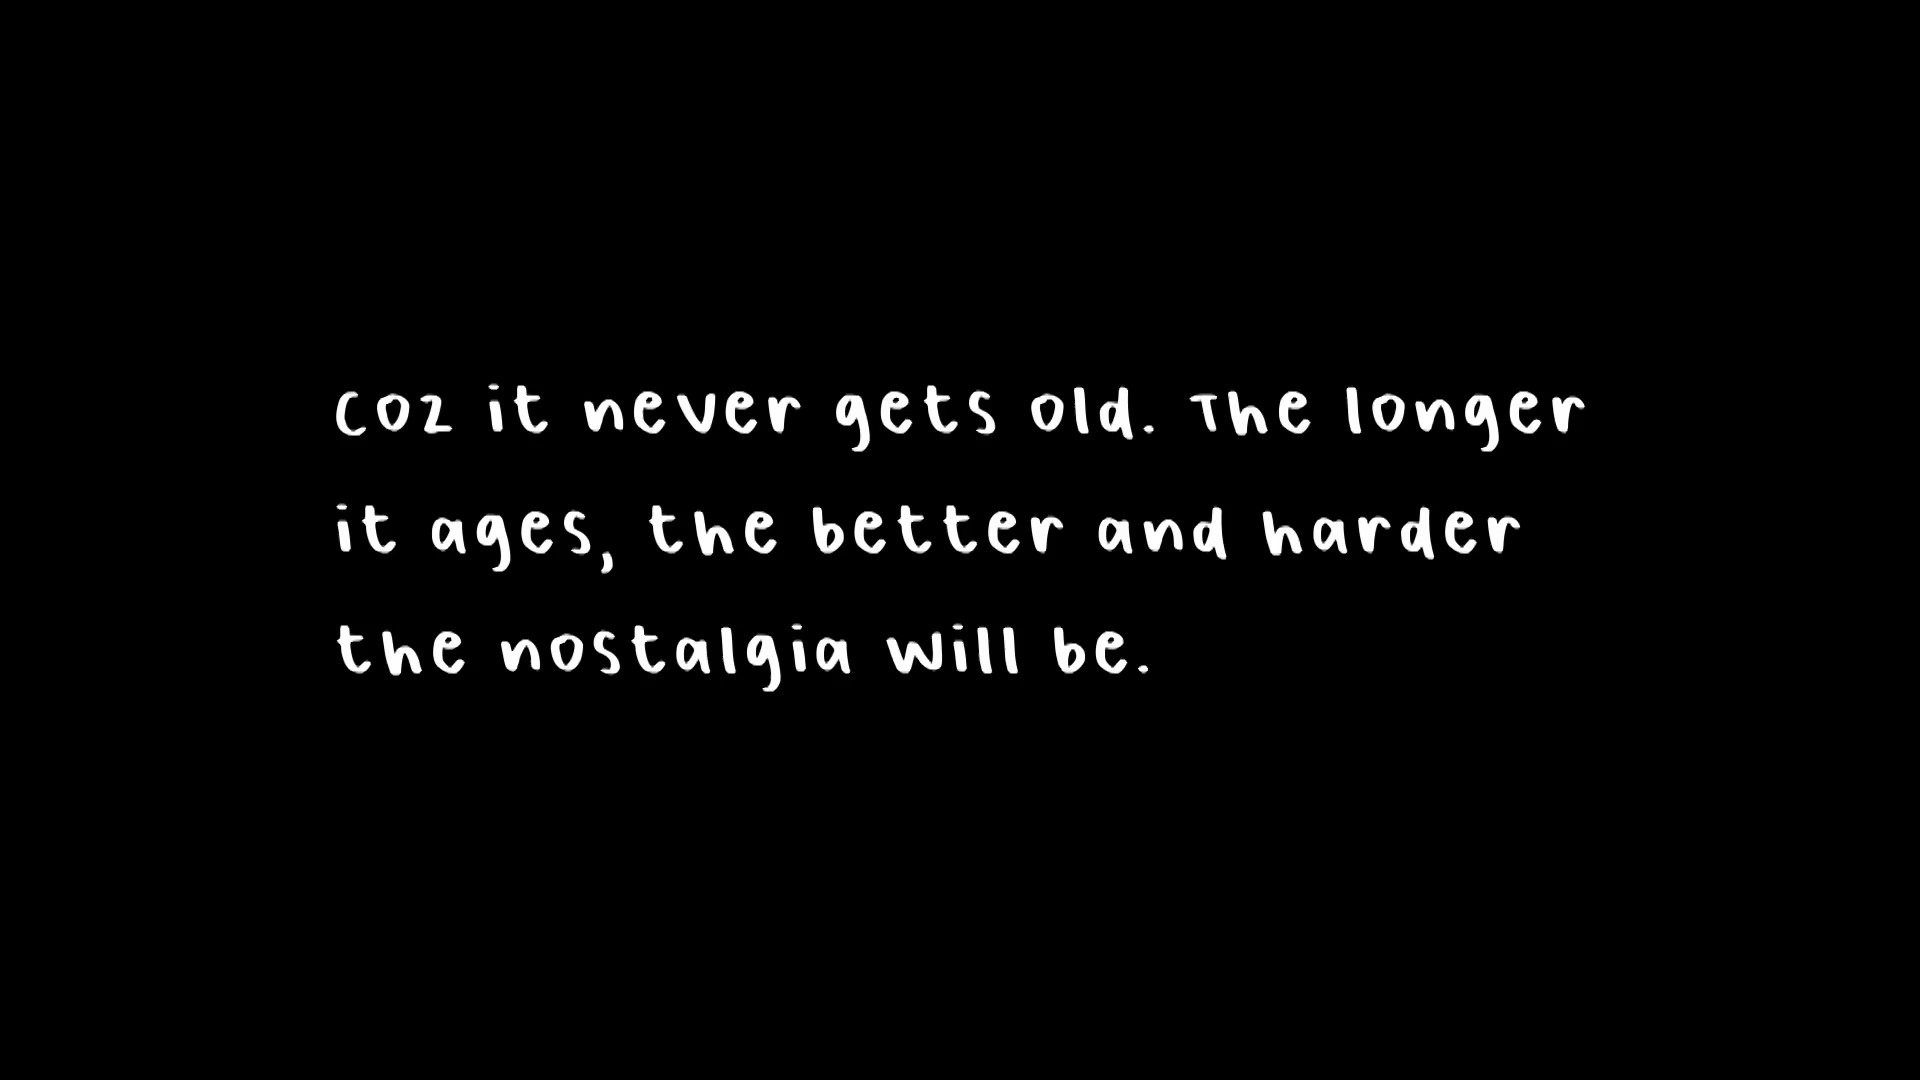 Coz it never gets old. The longer
it ages, the better and harder
the nostalgia will be.